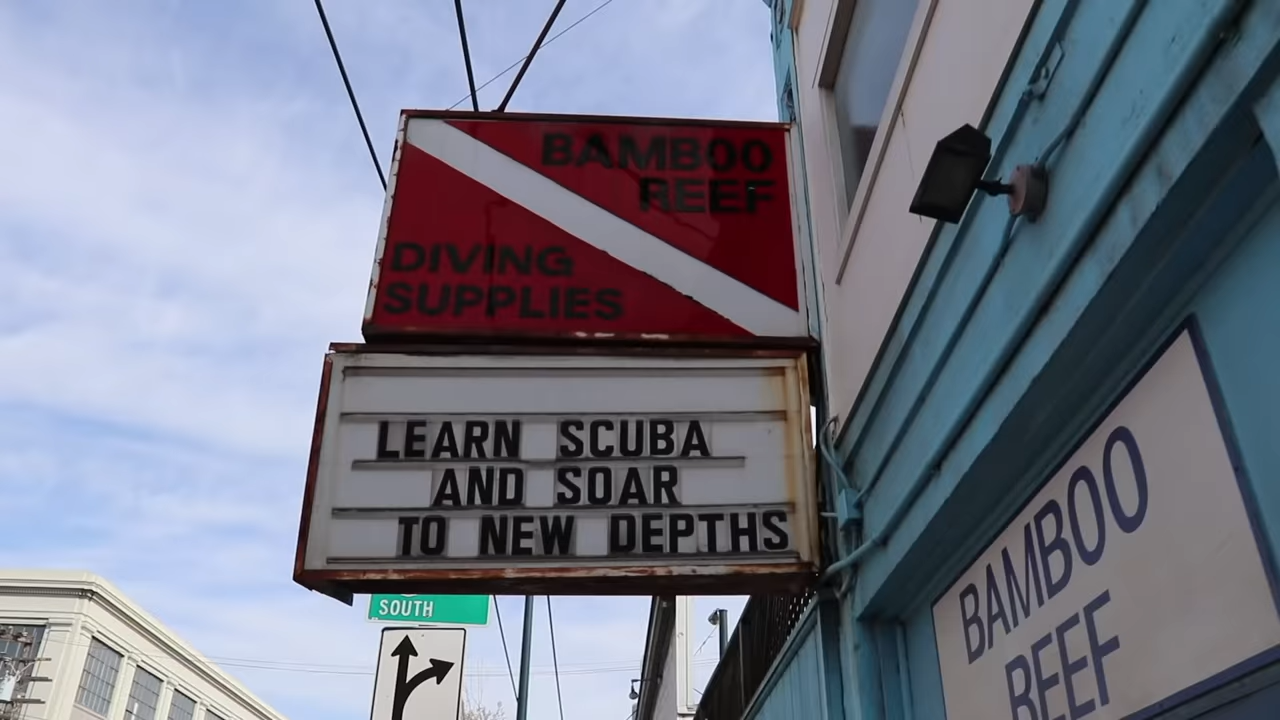 BAMBOO
REEF
DIVING
SUPPLIES
LEARN SCUBA
AND SOAR
TO NEW DEPTHS
SOUTH
BAMBOO
REEF